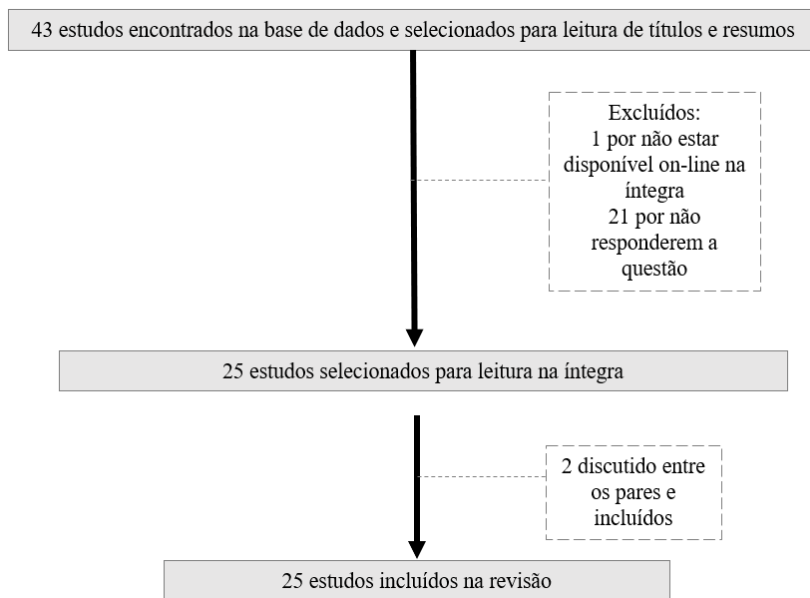 43 estudos encontrados na base de dados e selecionados para leitura de títulos e resumos
Excluídos:
1 por não estar
disponível on-line na
íntegra
21 por não
responderem a
questão
25 estudos selecionados para leitura na íntegra
2 discutido entre
os pares e
incluídos
25 estudos incluídos na revisão